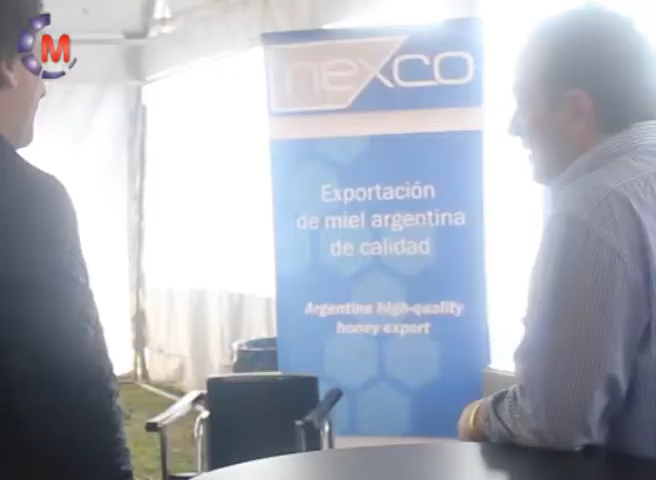 M
nexco
Exportación
de miel argentina
de calidad
Argentine high-quality
honey export